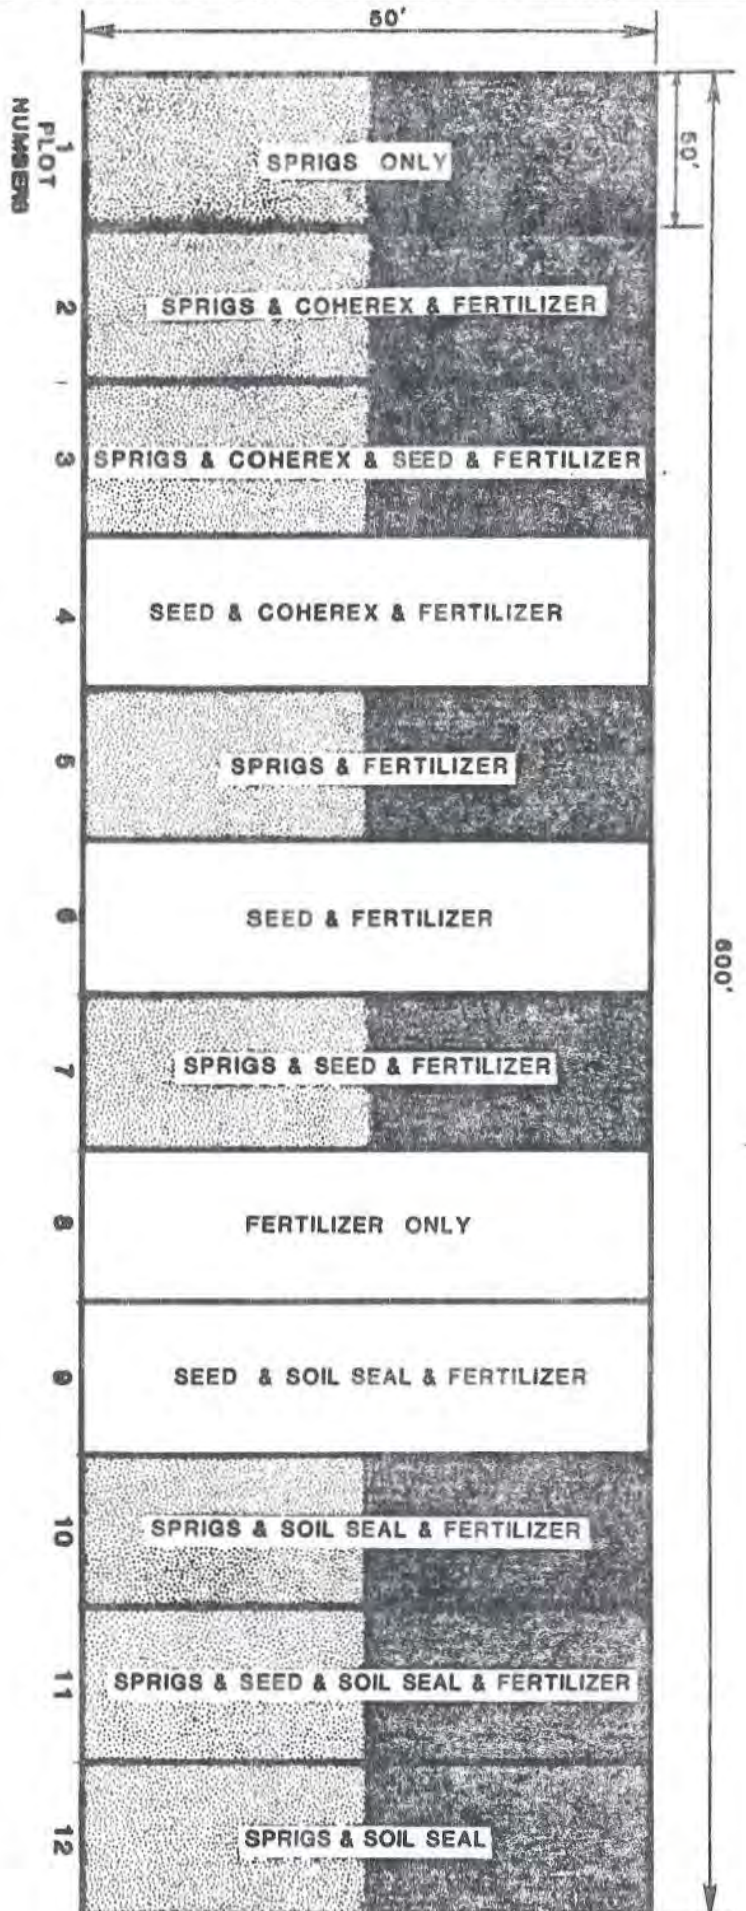 50'
50'
600'
PLOT NUMBERS
1
SPRIGS ONLY
2
SPRIGS & COHEREX & FERTILIZER
3
SPRIGS & COHEREX & SEED & FERTILIZER
4
SEED & COHEREX & FERTILIZER
5
SPRIGS & FERTILIZER
6
SEED & FERTILIZER
7
SPRIGS & SEED & FERTILIZER
8
FERTILIZER ONLY
9
SEED & SOIL SEAL & FERTILIZER
10
SPRIGS & SOIL SEAL & FERTILIZER
11
SPRIGS & SEED & SOIL SEAL & FERTILIZER
12
SPRIGS & SOIL SEAL